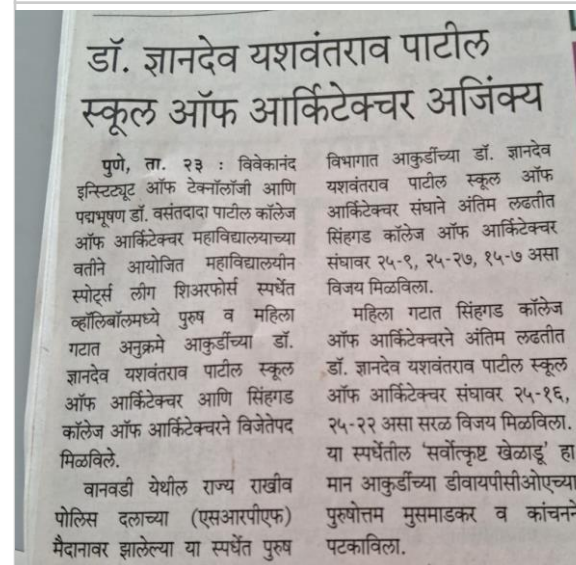 डॉ. ज्ञानदेव यशवंतराव पाटील
स्कूल ऑफ आर्किटेक्चर अजिंक्य
पुणे, ता. २३ : विवेकानंद
इन्स्टिट्यूट ऑफ टेक्नॉलॉजी आणि
पद्मभूषण डॉ. वसंतदादा पाटील कॉलेज
ऑफ आर्किटेक्चर महाविद्यालयाच्या
वतीने आयोजित महाविद्यालयीन
स्पोर्ट्स लीग शिअरफोर्स स्पर्धेत
व्हॉलिबॉलमध्ये पुरुष व महिला
गटात अनुक्रमे आकुर्डीच्या डॉ.
ज्ञानदेव यशवंतराव पाटील स्कूल
ऑफ आर्किटेक्चर आणि सिंहगड
कॉलेज ऑफ आर्किटेक्चरने विजेतेपद
मिळविले.
वानवडी येथील राज्य राखीव
पोलिस दलाच्या (एसआरपीएफ)
मैदानावर झालेल्या या स्पर्धेत पुरुष
विभागात आकुर्डीच्या डॉ. ज्ञानदेव
यशवंतराव पाटील स्कूल ऑफ
आर्किटेक्चर संघाने अंतिम लढतीत
सिंहगड कॉलेज ऑफ आर्किटेक्चर
संघावर २५-९, २५-२७, १५-७ असा
विजय मिळविला.
महिला गटात सिंहगड कॉलेज
ऑफ आर्किटेक्चरने अंतिम लढतीत
डॉ. ज्ञानदेव यशवंतराव पाटील स्कूल
ऑफ आर्किटेक्चर संघावर २५-१६,
२५-२२ असा सरळ विजय मिळविला.
या स्पर्धेतील 'सर्वोत्कृष्ट खेळाडू' हा
मान आकुर्डीच्या डीवायपीसीओएच्या
पुरुषोत्तम मुसमाडकर व कांचनने
पटकाविला.